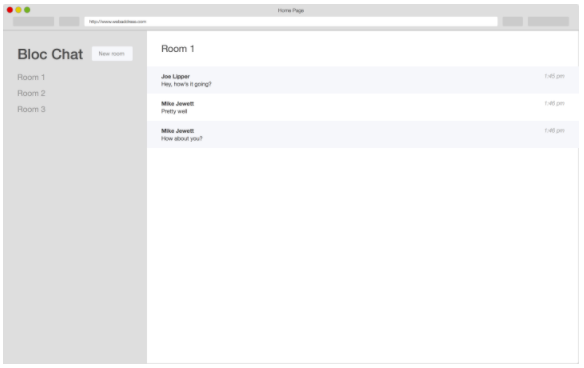 Home Page
http://www.webaddress.com
Bloc Chat
New room
Room 1
Room 2
Room 3
Room 1
Joe Lipper
1:45 pm
Hey, how's it going?
Mike Jewett
1:46 pm
Pretty well
Mike Jewett
1:46 pm
How about you?